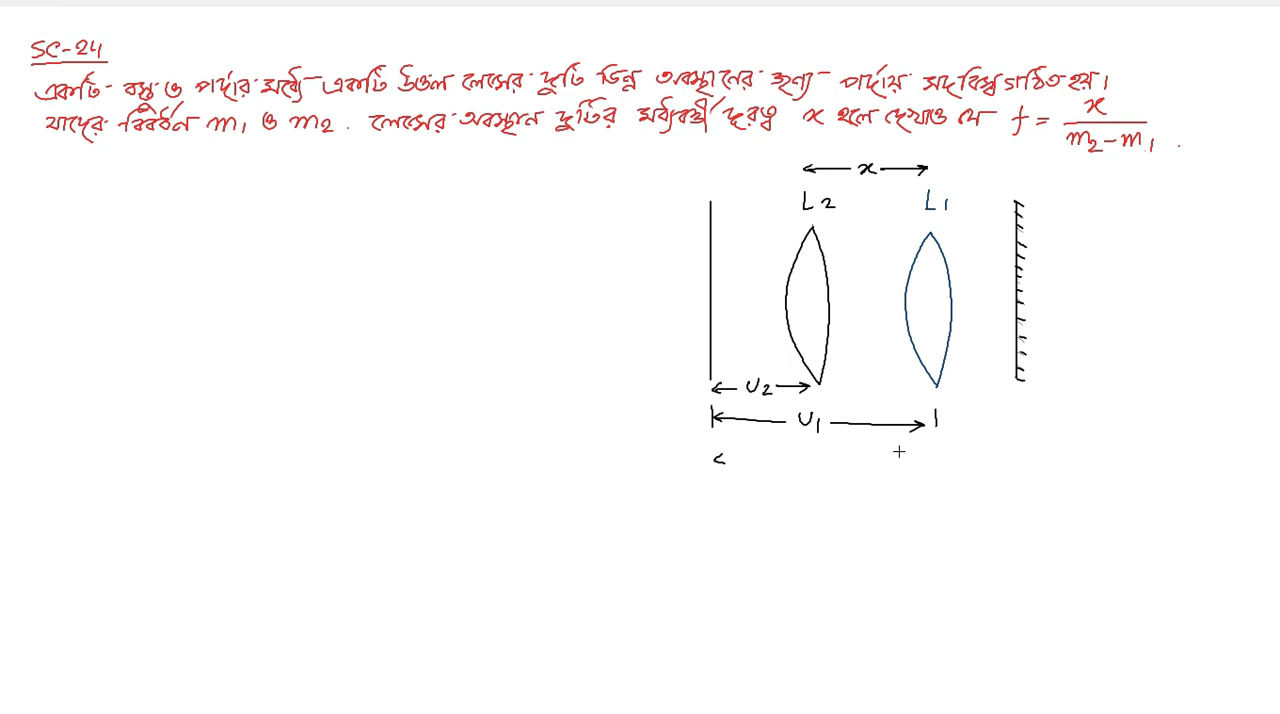 SC-24
একটি বস্তু ও পর্দার মধ্যে একটি উত্তল লেন্সের দুটি ভিন্ন অবস্থানের জন্য পর্দায় সদবিম্ব গঠিত হয়।
যাদের বিবর্ধন m₁ ও m₂. লেন্সের অবস্থান দুটির মধ্যবর্তী দূরত্ব x হলে দেখাও যে f = x / (m₂ - m₁) .
x
L2 L1
U2
U1